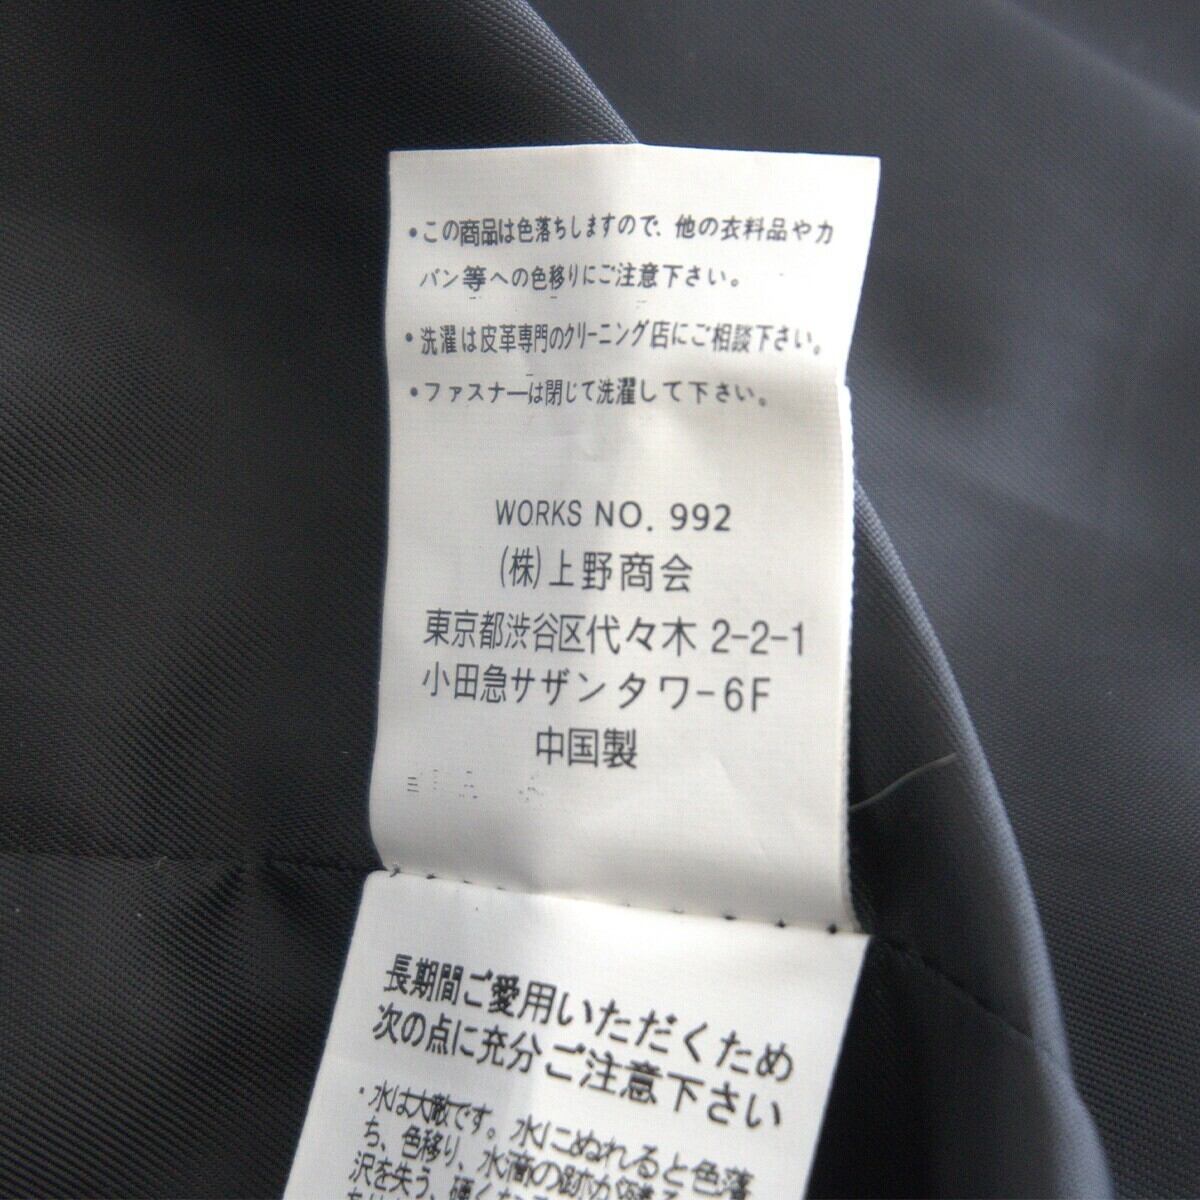 ・この商品は色落ちしますので、他の衣料品やカ
バン等への色移りにご注意下さい。
・洗濯は皮革専門のクリーニング店にご相談下さい。
・ファスナーは閉じて洗濯して下さい。
WORKS NO. 992
(株)上野商会
東京都渋谷区代々木 2-2-1
小田急サザンタワー6F
中国製
長期間ご愛用いただくため
次の点に充分ご注意下さい
・水は大敵です。水にぬれると色落
ち、色移り、水滴の跡が残る
沢を失う、硬くな